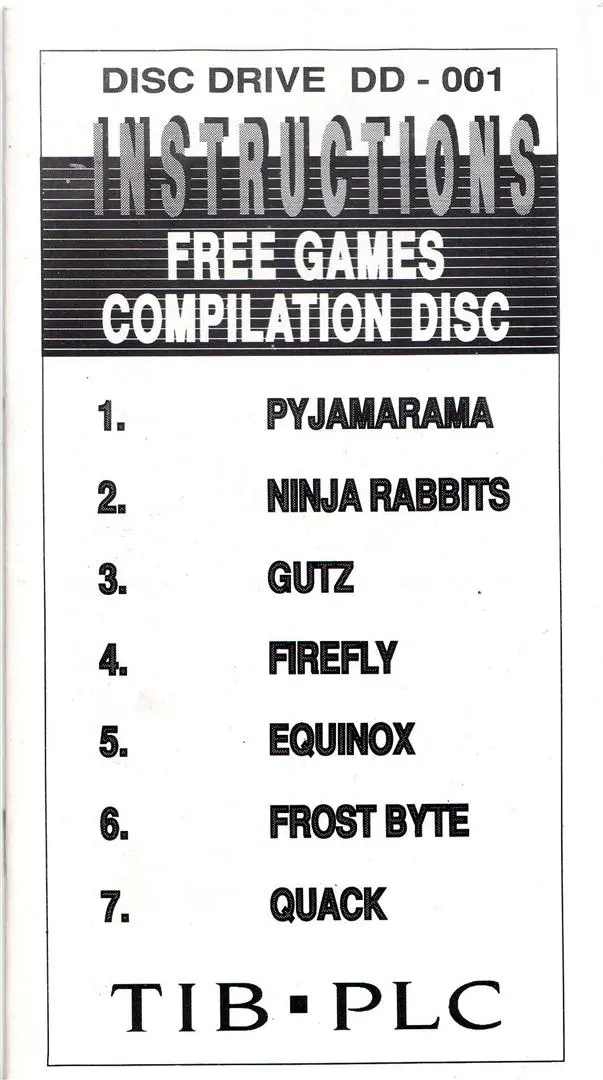 DISC DRIVE DD - 001
INSTRUCTIONS
FREE GAMES
COMPILATION DISC
1. PYJAMARAMA
2. NINJA RABBITS
3. GUTZ
4. FIREFLY
5. EQUINOX
6. FROST BYTE
7. QUACK
TIB ▪ PLC